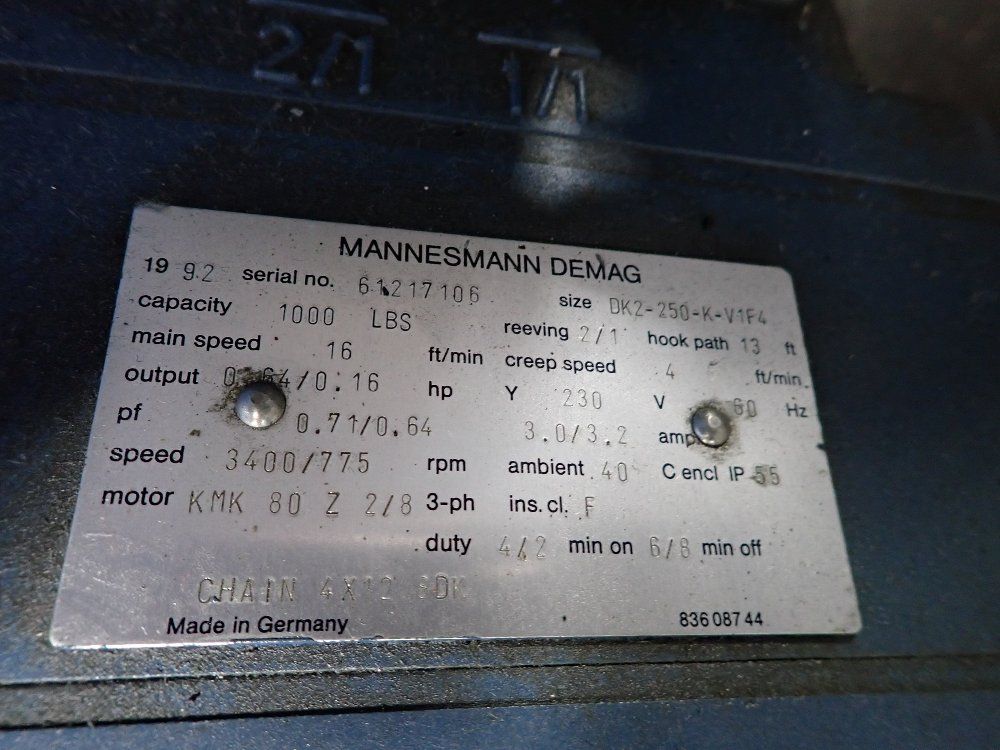 2/1 1/1
MANNESMANN DEMAG
19 92 serial no. 61217106 size DK2-250-K-V1F4
capacity 1000 LBS reeving 2/1 hook path 13 ft
main speed 16 ft/min creep speed 4 ft/min
output 0.64/0.16 hp Y 230 V 60 Hz
pf 0.71/0.64 3.0/3.2 amp
speed 3400/775 rpm ambient 40 C encl IP 55
motor KMK 80 Z 2/8 3-ph ins. cl. F
duty 4/2 min on 6/8 min off
CHAIN 4X12
Made in Germany 836 087 44